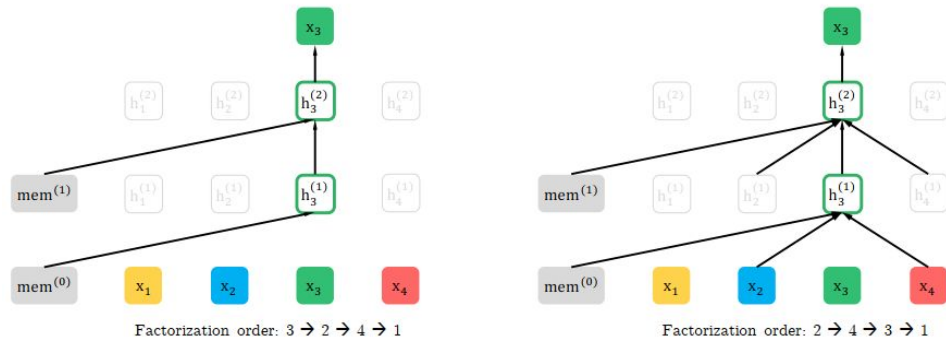 x₃ x₃
h₁⁽²⁾ h₂⁽²⁾ h₃⁽²⁾ h₄⁽²⁾ h₁⁽²⁾ h₂⁽²⁾ h₃⁽²⁾ h₄⁽²⁾
mem⁽¹⁾ h₁⁽¹⁾ h₂⁽¹⁾ h₃⁽¹⁾ h₄⁽¹⁾ mem⁽¹⁾ h₁⁽¹⁾ h₂⁽¹⁾ h₃⁽¹⁾ h₄⁽¹⁾
mem⁽⁰⁾ x₁ x₂ x₃ x₄ mem⁽⁰⁾ x₁ x₂ x₃ x₄
Factorization order: 3 → 2 → 4 → 1 Factorization order: 2 → 4 → 3 → 1